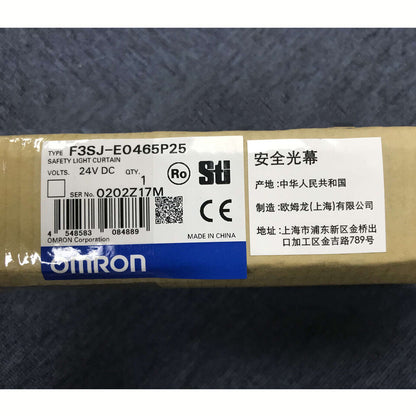 TYPE F3SJ-E0465P25
SAFETY LIGHT CURTAIN
VOLTS. 24V DC QTY. 1
SER No. 0202Z17M
Ro
Sti
CE
4 548583 084889
OMRON Corporation
MADE IN CHINA
OMRON
安全光幕
产地:中华人民共和国
制造:欧姆龙(上海)有限公司
地址:上海市浦东新区金桥出
口加工区金吉路789号